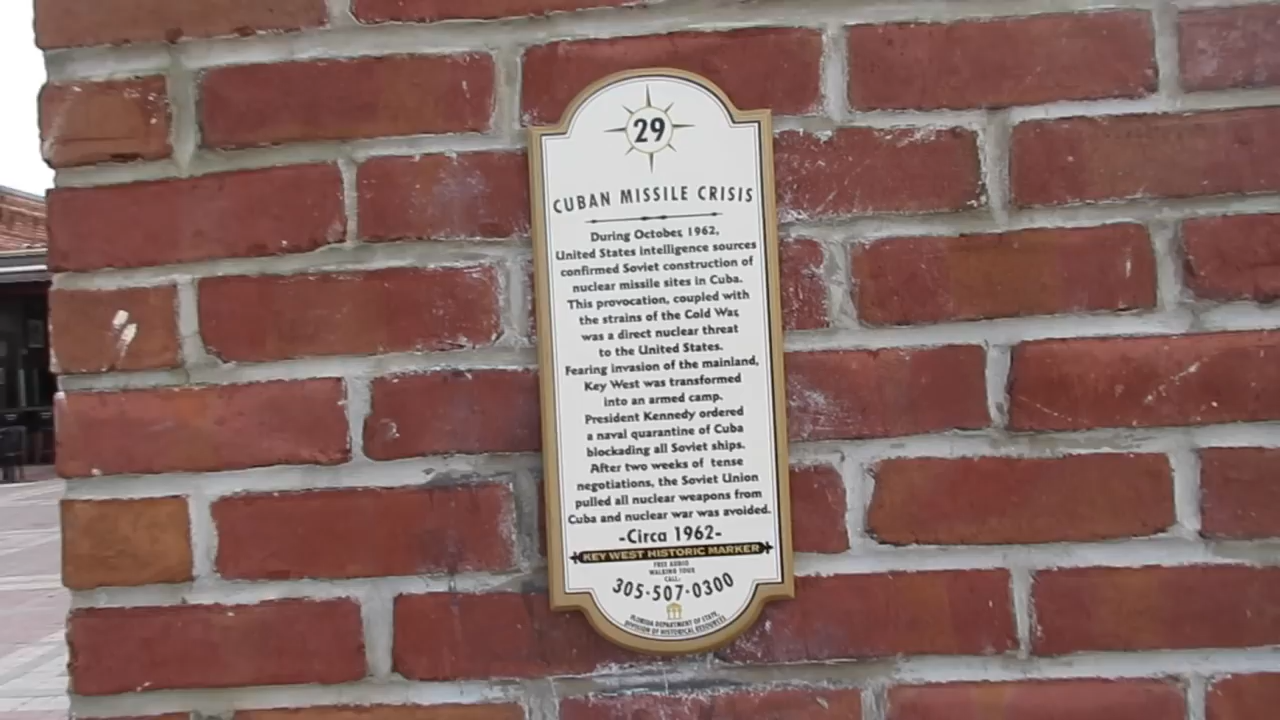 29
CUBAN MISSILE CRISIS
During October, 1962,
United States intelligence sources
confirmed Soviet construction of
nuclear missile sites in Cuba.
This provocation, coupled with
the strains of the Cold War,
was a direct nuclear threat
to the United States.
Fearing invasion of the mainland,
Key West was transformed
into an armed camp.
President Kennedy ordered
a naval quarantine of Cuba
blockading all Soviet ships.
After two weeks of tense
negotiations, the Soviet Union
pulled all nuclear weapons from
Cuba and nuclear war was avoided.
-Circa 1962-
KEY WEST HISTORIC MARKER
FREE AUDIO
WALKING TOUR
CALL:
305-507-0300
FLORIDA DEPARTMENT OF STATE,
DIVISION OF HISTORICAL RESOURCES